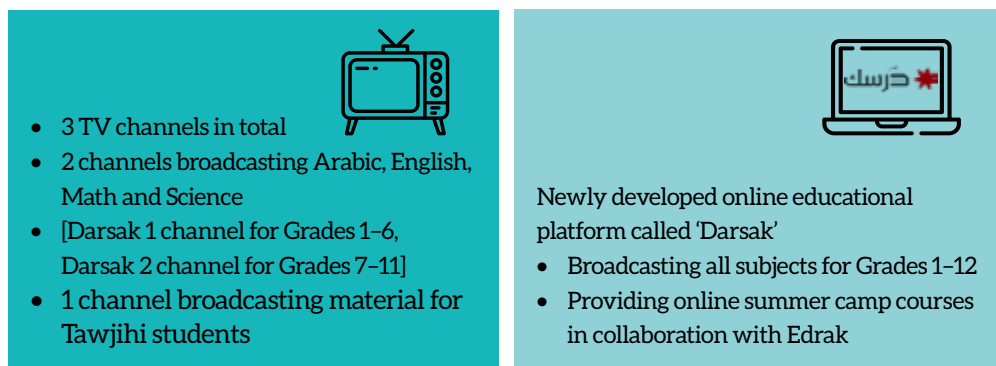 • 3 TV channels in total
• 2 channels broadcasting Arabic, English,
Math and Science
• [Darsak 1 channel for Grades 1–6,
Darsak 2 channel for Grades 7–11]
• 1 channel broadcasting material for
Tawjihi students
درسك
Newly developed online educational
platform called ‘Darsak’
• Broadcasting all subjects for Grades 1–12
• Providing online summer camp courses
in collaboration with Edrak